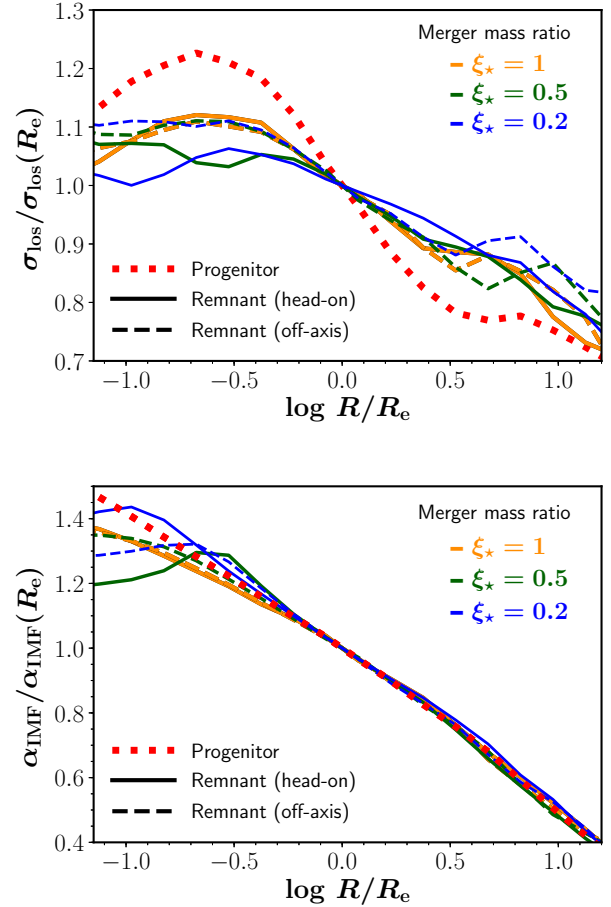 Merger mass ratio
ξ⋆ = 1
ξ⋆ = 0.5
ξ⋆ = 0.2
σlos/σlos(Re)
1.3
1.2
1.1
1.0
0.9
0.8
0.7
Progenitor
Remnant (head-on)
Remnant (off-axis)
−1.0 −0.5 0.0 0.5 1.0
log R/Re
Merger mass ratio
ξ⋆ = 1
ξ⋆ = 0.5
ξ⋆ = 0.2
αIMF/αIMF(Re)
1.4
1.2
1.0
0.8
0.6
0.4
Progenitor
Remnant (head-on)
Remnant (off-axis)
−1.0 −0.5 0.0 0.5 1.0
log R/Re